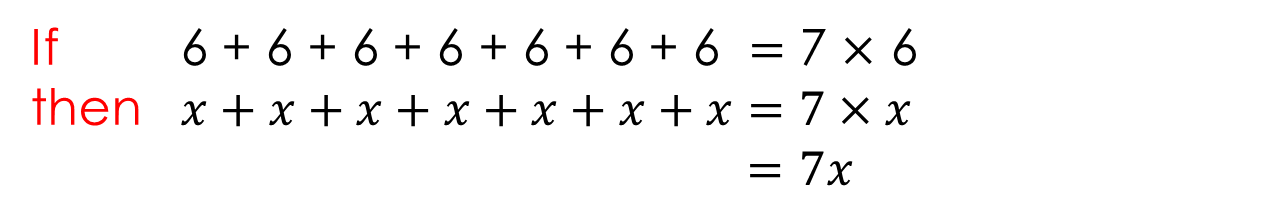 If 6 + 6 + 6 + 6 + 6 + 6 + 6 = 7 × 6
then x + x + x + x + x + x + x = 7 × x
= 7x